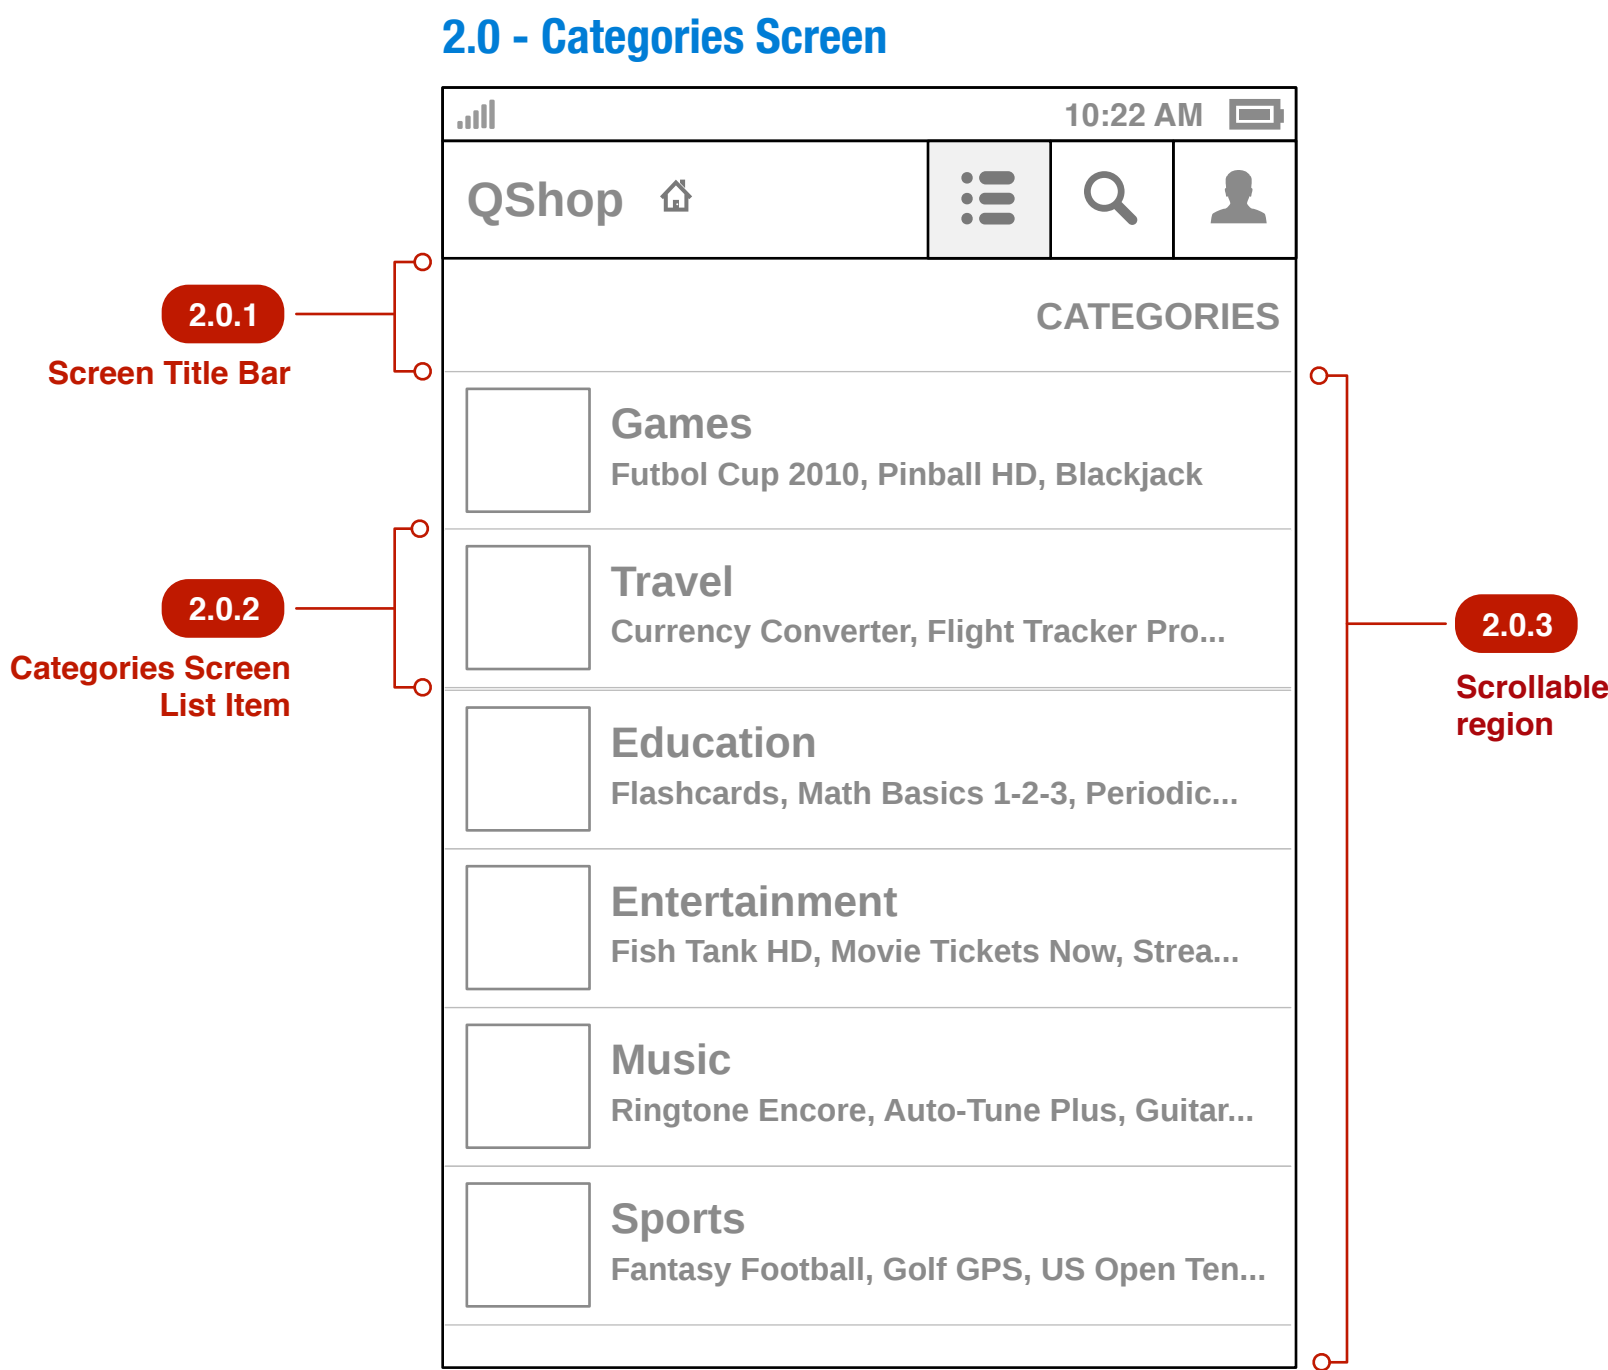 2.0 - Categories Screen
10:22 AM
QShop
2.0.1
Screen Title Bar
CATEGORIES
Games
Futbol Cup 2010, Pinball HD, Blackjack
2.0.2
Categories Screen
List Item
Travel
Currency Converter, Flight Tracker Pro...
2.0.3
Scrollable
region
Education
Flashcards, Math Basics 1-2-3, Periodic...
Entertainment
Fish Tank HD, Movie Tickets Now, Strea...
Music
Ringtone Encore, Auto-Tune Plus, Guitar...
Sports
Fantasy Football, Golf GPS, US Open Ten...